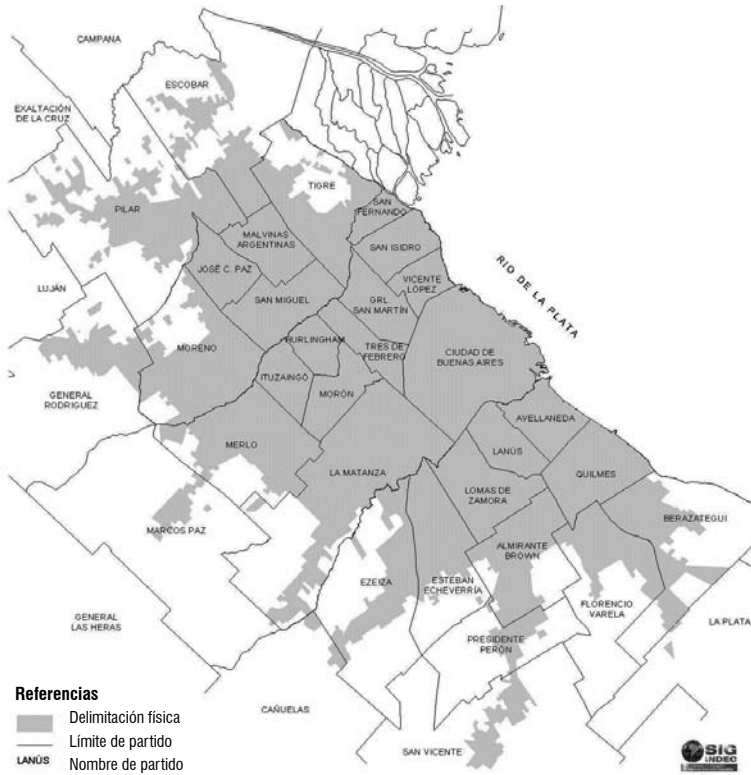 CAMPANA
ESCOBAR
EXALTACIÓN
DE LA CRUZ
TIGRE
SAN
FERNANDO
PILAR
MALVINAS
ARGENTINAS
SAN ISIDRO
JOSÉ C. PAZ
VICENTE
LÓPEZ
RIO DE LA PLATA
LUJÁN
SAN MIGUEL
GRL.
SAN MARTÍN
MORENO
HURLINGHAM
TRES DE
FEBRERO
CIUDAD DE
BUENOS AIRES
ITUZAINGÓ
MORÓN
GENERAL
RODRIGUEZ
AVELLANEDA
MERLO
LANÚS
LA MATANZA
QUILMES
LOMAS DE
ZAMORA
MARCOS PAZ
BERAZATEGUI
ALMIRANTE
BROWN
EZEIZA
ESTEBAN
ECHEVERRÍA
FLORENCIO
VARELA
GENERAL
LAS HERAS
LA PLATA
PRESIDENTE
PERÓN
CAÑUELAS
SAN VICENTE
Referencias
Delimitación física
Límite de partido
LANÚS Nombre de partido
SIG
INDEC